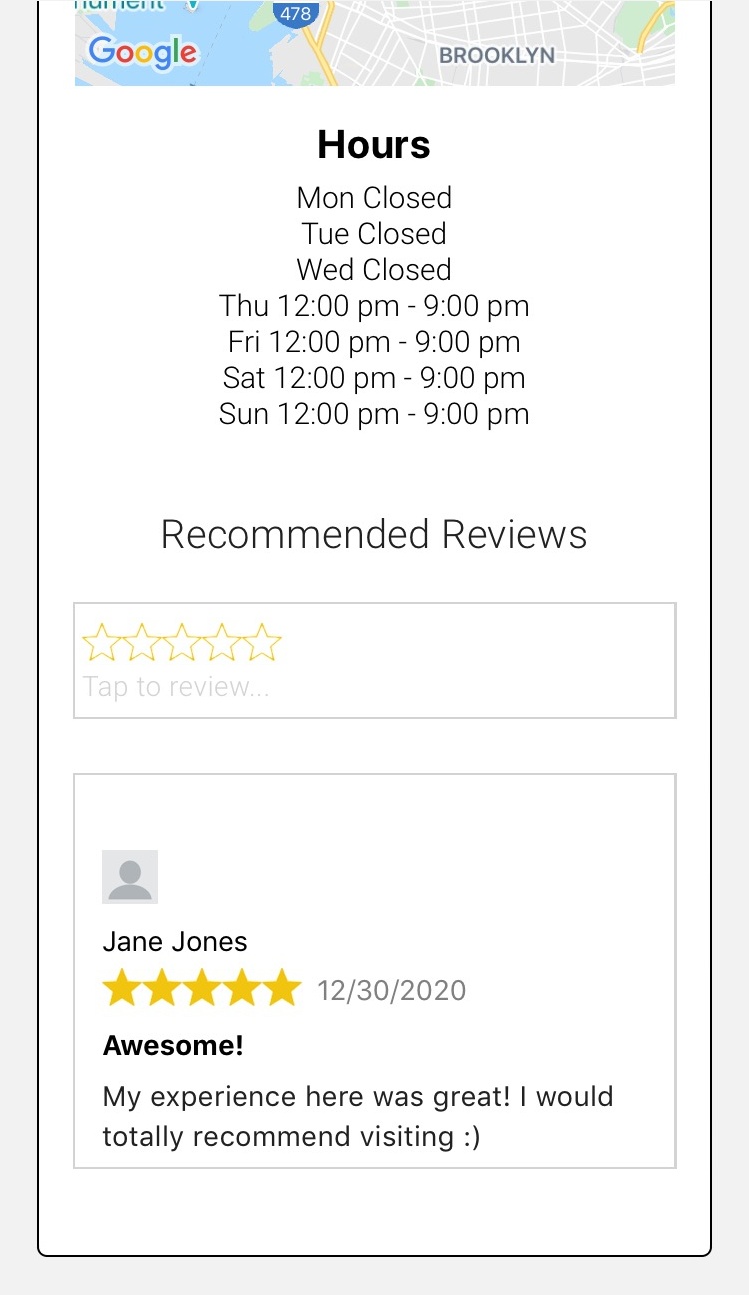 478
Google
BROOKLYN
Hours
Mon Closed
Tue Closed
Wed Closed
Thu 12:00 pm - 9:00 pm
Fri 12:00 pm - 9:00 pm
Sat 12:00 pm - 9:00 pm
Sun 12:00 pm - 9:00 pm
Recommended Reviews
Tap to review...
Jane Jones
12/30/2020
Awesome!
My experience here was great! I would
totally recommend visiting :)